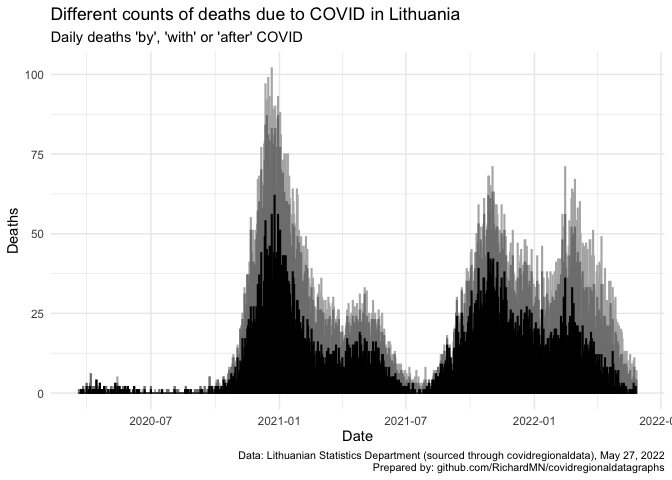 Different counts of deaths due to COVID in Lithuania
Daily deaths 'by', 'with' or 'after' COVID
100
75
50
25
0
Deaths
2020-07
2021-01
2021-07
2022-01
2022-0
Date
Data: Lithuanian Statistics Department (sourced through covidregionaldata), May 27, 2022
Prepared by: github.com/RichardMN/covidregionaldatagraphs